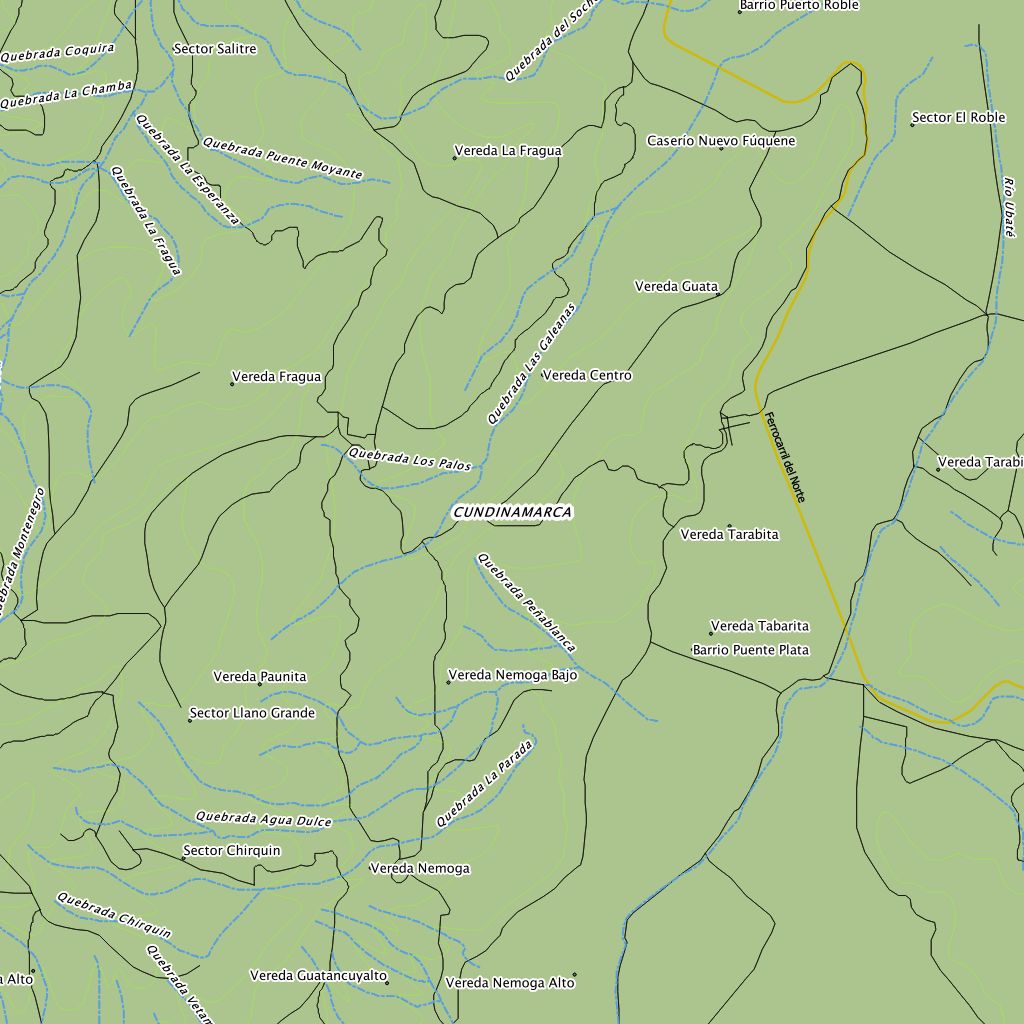 Barrio Puerto Roble
Quebrada del Soch
Quebrada Coquira
Sector Salitre
Quebrada La Chamba
Sector El Roble
Quebrada La Esperanza
Quebrada Puente Moyante
Vereda La Fragua
Caserío Nuevo Fúquene
Quebrada La Fragua
Río Ubaté
Vereda Guata
Quebrada Las Galeanas
Vereda Fragua
Vereda Centro
Ferrocarril del Norte
Quebrada Los Palos
Vereda Tarabi
CUNDINAMARCA
Quebrada Montenegro
Vereda Tarabita
Quebrada Peñablanca
Vereda Tabarita
Barrio Puente Plata
Vereda Paunita
Vereda Nemoga Bajo
Sector Llano Grande
Quebrada La Parada
Quebrada Agua Dulce
Sector Chirquin
Vereda Nemoga
Quebrada Chirquin
Quebrada Vetam
a Alto
Vereda Guatancuyalto
Vereda Nemoga Alto